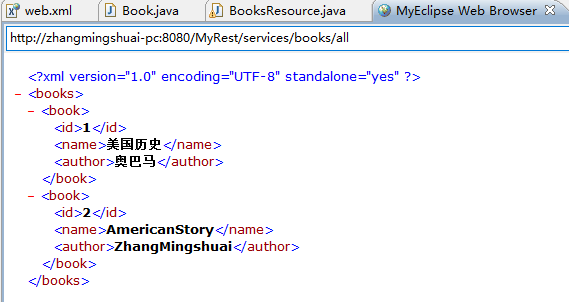 web.xml Book.java BooksResource.java MyEclipse Web Browser
http://zhangmingshuai-pc:8080/MyRest/services/books/all
<?xml version="1.0" encoding="UTF-8" standalone="yes" ?>
- <books>
- <book>
<id>1</id>
<name>美国历史</name>
<author>奥巴马</author>
</book>
- <book>
<id>2</id>
<name>AmericanStory</name>
<author>ZhangMingshuai</author>
</book>
</books>